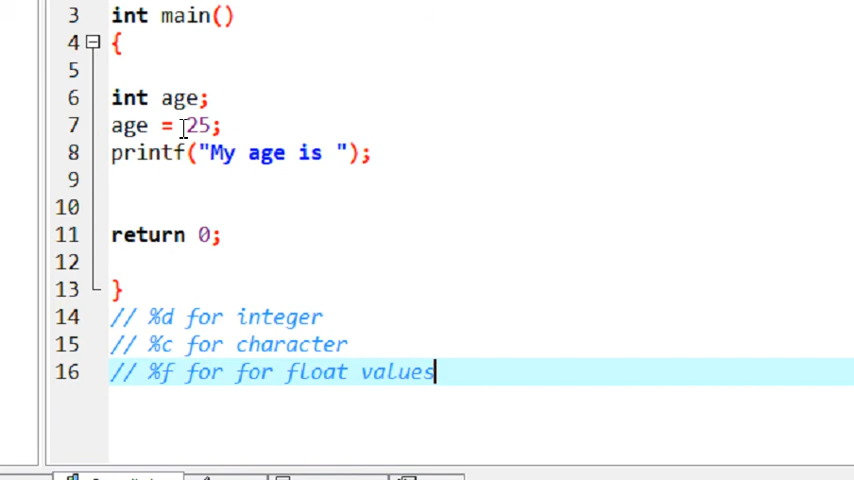 3 int main()
4 {
5
6 int age;
7 age = 25;
8 printf("My age is ");
9
10
11 return 0;
12
13 }
14 // %d for integer
15 // %c for character
16 // %f for for float values